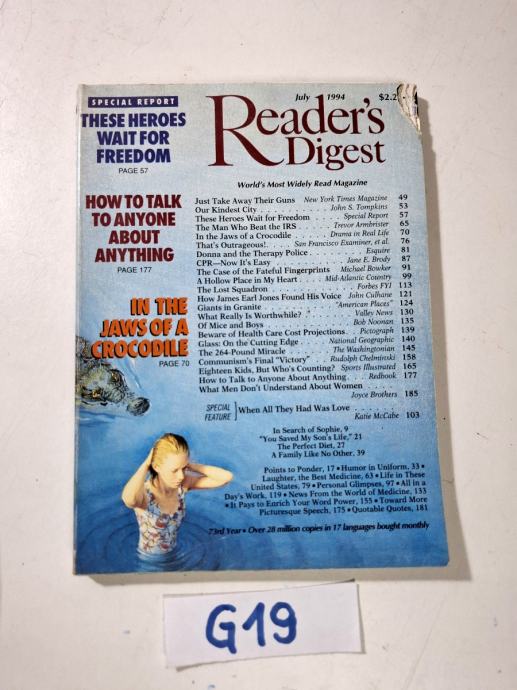 SPECIAL REPORT
THESE HEROES
WAIT FOR
FREEDOM
PAGE 57
HOW TO TALK
TO ANYONE
ABOUT
ANYTHING
PAGE 177
IN THE
JAWS OF A
CROCODILE
PAGE 70
July 1994 $2.2
Reader's
Digest
World's Most Widely Read Magazine
Just Take Away Their Guns New York Times Magazine 49
Our Kindest City . . . . . . . . . . . . John S. Tompkins 53
These Heroes Wait for Freedom . . . . . . Special Report 57
The Man Who Beat the IRS . . . . . . . Trevor Armbrister 65
In the Jaws of a Crocodile . . . . . Drama in Real Life 70
That's Outrageous! . . . . San Francisco Examiner, et al. 76
Donna and the Therapy Police . . . . . . . . . Esquire 81
CPR—Now It's Easy . . . . . . . . . . . Jane E. Brody 87
The Case of the Fateful Fingerprints Michael Bowker 91
A Hollow Place in My Heart . . . Mid-Atlantic Country 99
The Lost Squadron . . . . . . . . . . . . . Forbes FYI 113
How James Earl Jones Found His Voice John Culhane 121
Giants in Granite . . . . . . . . . . "American Places" 124
What Really Is Worthwhile? . . . . . . . . Valley News 130
Of Mice and Boys . . . . . . . . . . . . . Bob Noonan 135
Beware of Health Care Cost Projections . . Pictograph 139
Glass: On the Cutting Edge . . . . National Geographic 140
The 264-Pound Miracle . . . . . . . The Washingtonian 145
Communism's Final "Victory" . . . Rudolph Chelminski 158
Eighteen Kids, But Who's Counting? Sports Illustrated 165
How to Talk to Anyone About Anything . . . . Redbook 177
What Men Don't Understand About Women . . . . .
Joyce Brothers 185
SPECIAL
FEATURE
When All They Had Was Love . . . . . .
Katie McCabe 103
In Search of Sophie, 9
"You Saved My Son's Life," 21
The Perfect Diet, 27
A Family Like No Other, 39
Points to Ponder, 17 • Humor in Uniform, 33 •
Laughter, the Best Medicine, 63 • Life in These
United States, 79 • Personal Glimpses, 97 • All in a
Day's Work, 119 • News From the World of Medicine, 133
• It Pays to Enrich Your Word Power, 155 • Toward More
Picturesque Speech, 175 • Quotable Quotes, 181
73rd Year • Over 28 million copies in 17 languages bought monthly
G19